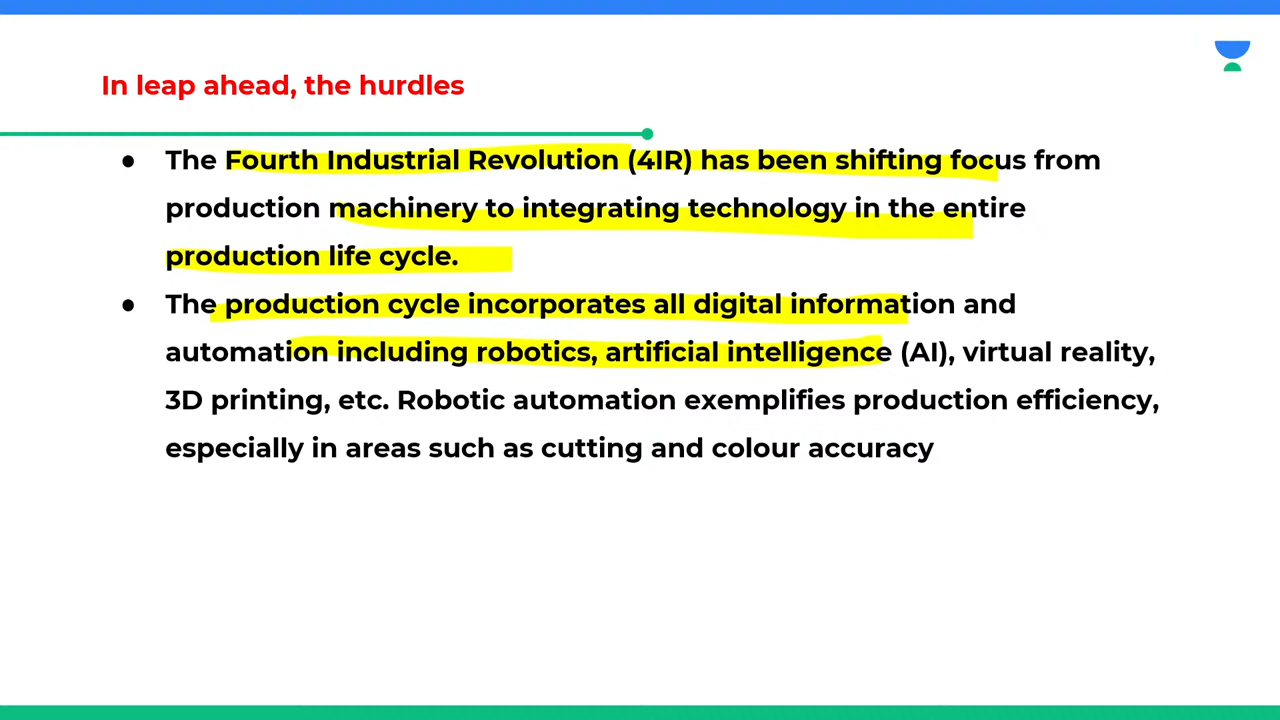 In leap ahead, the hurdles
● The Fourth Industrial Revolution (4IR) has been shifting focus from
production machinery to integrating technology in the entire
production life cycle.
● The production cycle incorporates all digital information and
automation including robotics, artificial intelligence (AI), virtual reality,
3D printing, etc. Robotic automation exemplifies production efficiency,
especially in areas such as cutting and colour accuracy